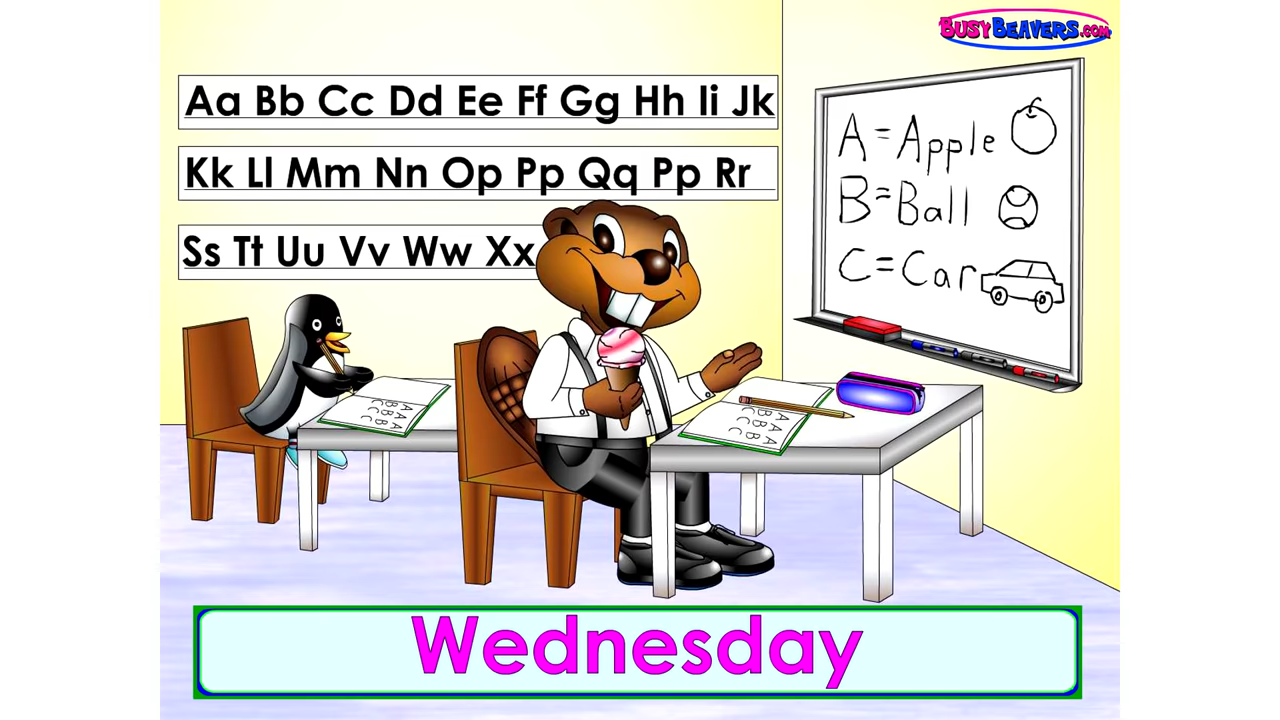 BUSYBEAVERS.COM
Aa Bb Cc Dd Ee Ff Gg Hh Ii Jk
Kk Ll Mm Nn Op Pp Qq Pp Rr
Ss Tt Uu Vv Ww Xx
A = Apple
B = Ball
C = Car
A A A
B B B
C C
A A A
B B B
C C
Wednesday